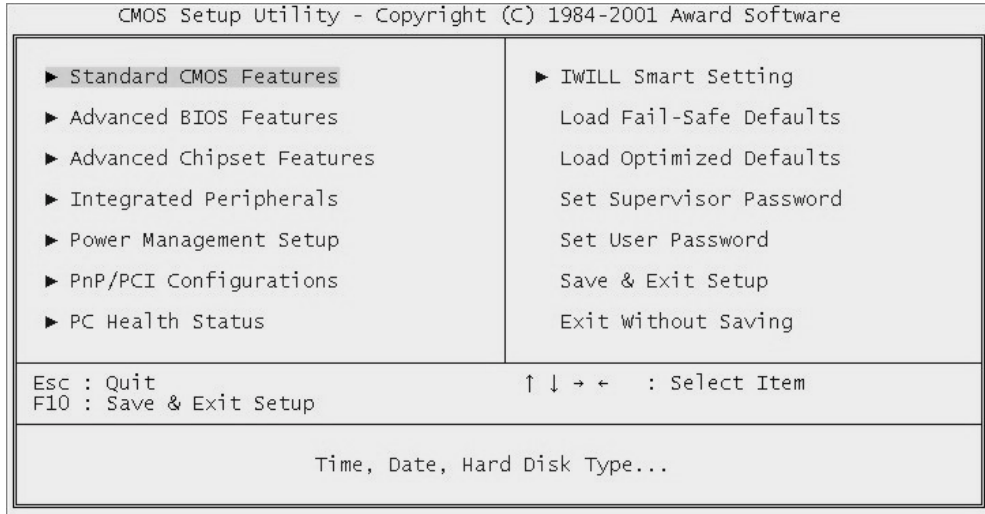 CMOS Setup Utility - Copyright (C) 1984-2001 Award Software
▶ Standard CMOS Features
▶ Advanced BIOS Features
▶ Advanced Chipset Features
▶ Integrated Peripherals
▶ Power Management Setup
▶ PnP/PCI Configurations
▶ PC Health Status
▶ IWILL Smart Setting
Load Fail-Safe Defaults
Load Optimized Defaults
Set Supervisor Password
Set User Password
Save & Exit Setup
Exit Without Saving
Esc : Quit
F10 : Save & Exit Setup
↑ ↓ → ← : Select Item
Time, Date, Hard Disk Type...